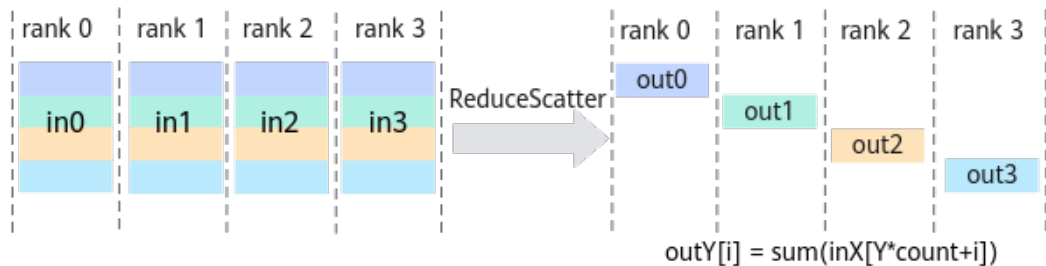 rank 0 rank 1 rank 2 rank 3
rank 0 rank 1 rank 2 rank 3
out0
ReduceScatter
in0 in1 in2 in3
out1
out2
out3
outY[i] = sum(inX[Y*count+i])